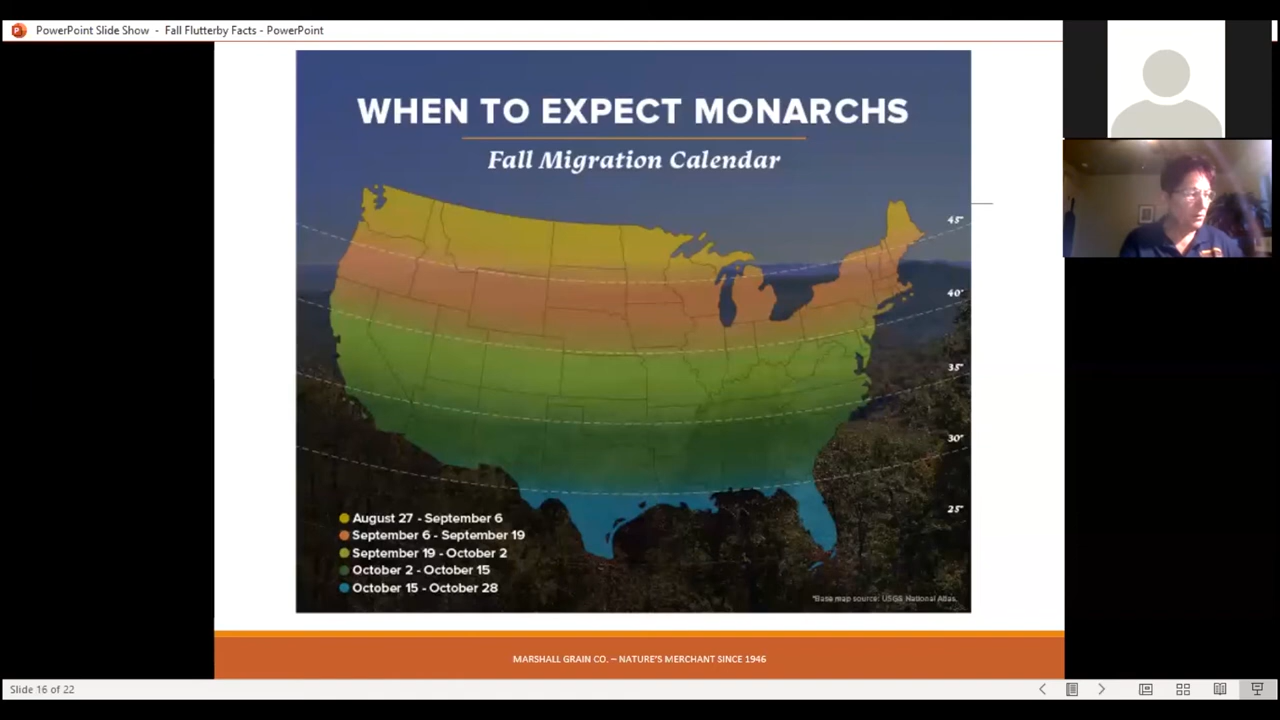 PowerPoint Slide Show - Fall Flutterby Facts - PowerPoint
WHEN TO EXPECT MONARCHS
Fall Migration Calendar
45°
40°
35°
30°
25°
August 27 - September 6
September 6 - September 19
September 19 - October 2
October 2 - October 15
October 15 - October 28
*Base map source: USGS National Atlas.
MARSHALL GRAIN CO. – NATURE'S MERCHANT SINCE 1946
Slide 16 of 22